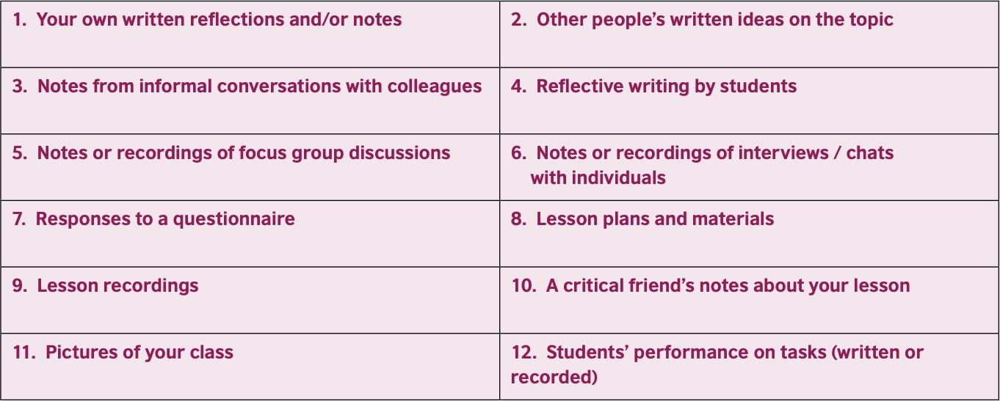 1. Your own written reflections and/or notes
2. Other people’s written ideas on the topic
3. Notes from informal conversations with colleagues
4. Reflective writing by students
5. Notes or recordings of focus group discussions
6. Notes or recordings of interviews / chats
with individuals
7. Responses to a questionnaire
8. Lesson plans and materials
9. Lesson recordings
10. A critical friend’s notes about your lesson
11. Pictures of your class
12. Students’ performance on tasks (written or
recorded)